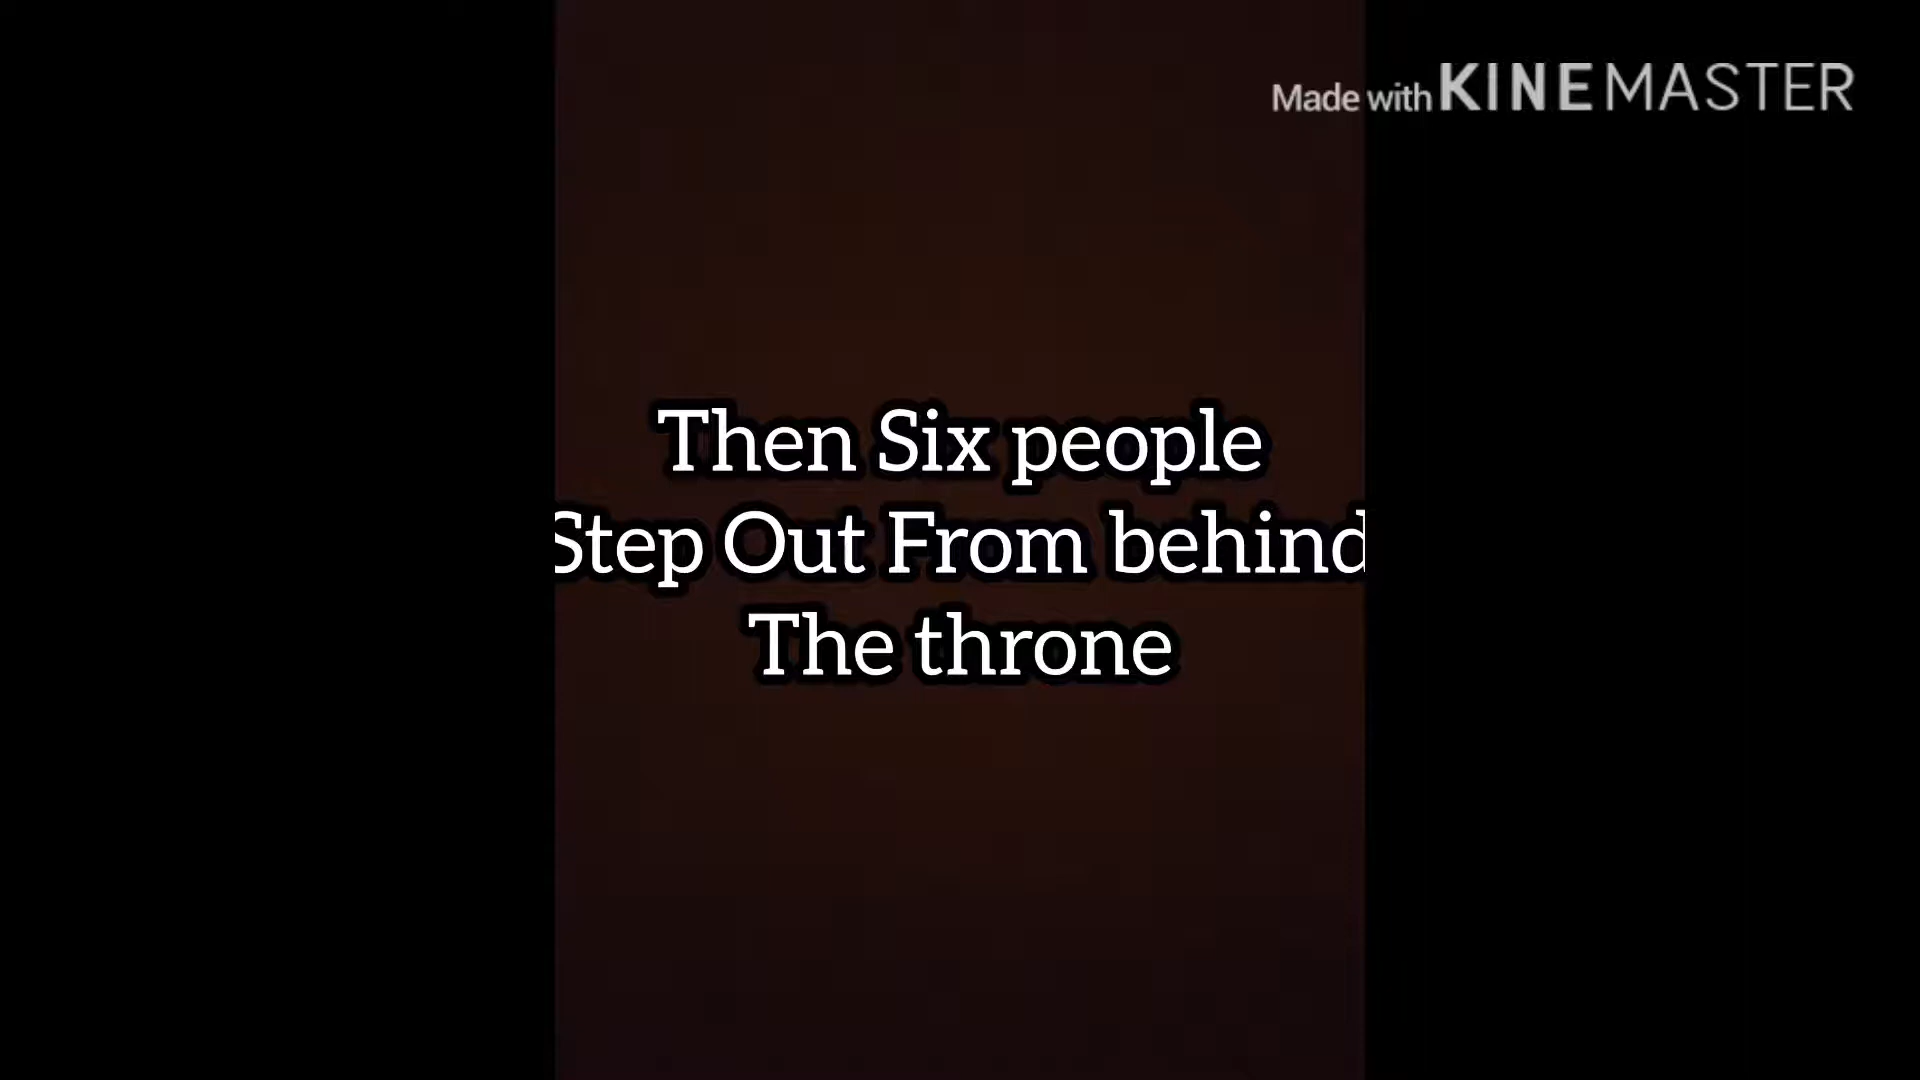 Made with KINEMASTER
Then Six people
Step Out From behind
The throne